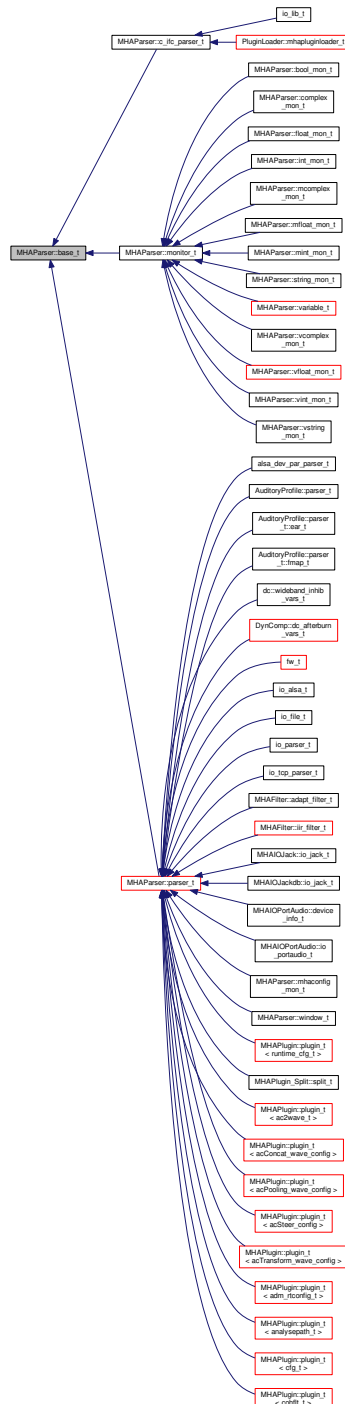 io_lib_t
MHAParser::c_ifc_parser_t
PluginLoader::mhapluginloader_t
MHAParser::bool_mon_t
MHAParser::complex
_mon_t
MHAParser::float_mon_t
MHAParser::int_mon_t
MHAParser::mcomplex
_mon_t
MHAParser::mfloat_mon_t
MHAParser::base_t
MHAParser::monitor_t
MHAParser::mint_mon_t
MHAParser::string_mon_t
MHAParser::variable_t
MHAParser::vcomplex
_mon_t
MHAParser::vfloat_mon_t
MHAParser::vint_mon_t
MHAParser::vstring
_mon_t
alsa_dev_par_parser_t
AuditoryProfile::parser_t
AuditoryProfile::parser
_t::ear_t
AuditoryProfile::parser
_t::fmap_t
dc::wideband_inhib
_vars_t
DynComp::dc_afterburn
_vars_t
fw_t
io_alsa_t
io_file_t
io_parser_t
io_tcp_parser_t
MHAFilter::adapt_filter_t
MHAFilter::iir_filter_t
MHAIOJack::io_jack_t
MHAParser::parser_t
MHAIOJackdb::io_jack_t
MHAIOPortAudio::device
_info_t
MHAIOPortAudio::io
_portaudio_t
MHAParser::mhaconfig
_mon_t
MHAParser::window_t
MHAPlugin::plugin_t
< runtime_cfg_t >
MHAPlugin_Split::split_t
MHAPlugin::plugin_t
< ac2wave_t >
MHAPlugin::plugin_t
< acConcat_wave_config >
MHAPlugin::plugin_t
< acPooling_wave_config >
MHAPlugin::plugin_t
< acSteer_config >
MHAPlugin::plugin_t
< acTransform_wave_config >
MHAPlugin::plugin_t
< adm_rtconfig_t >
MHAPlugin::plugin_t
< analysepath_t >
MHAPlugin::plugin_t
< cfg_t >
MHAPlugin::plugin_t